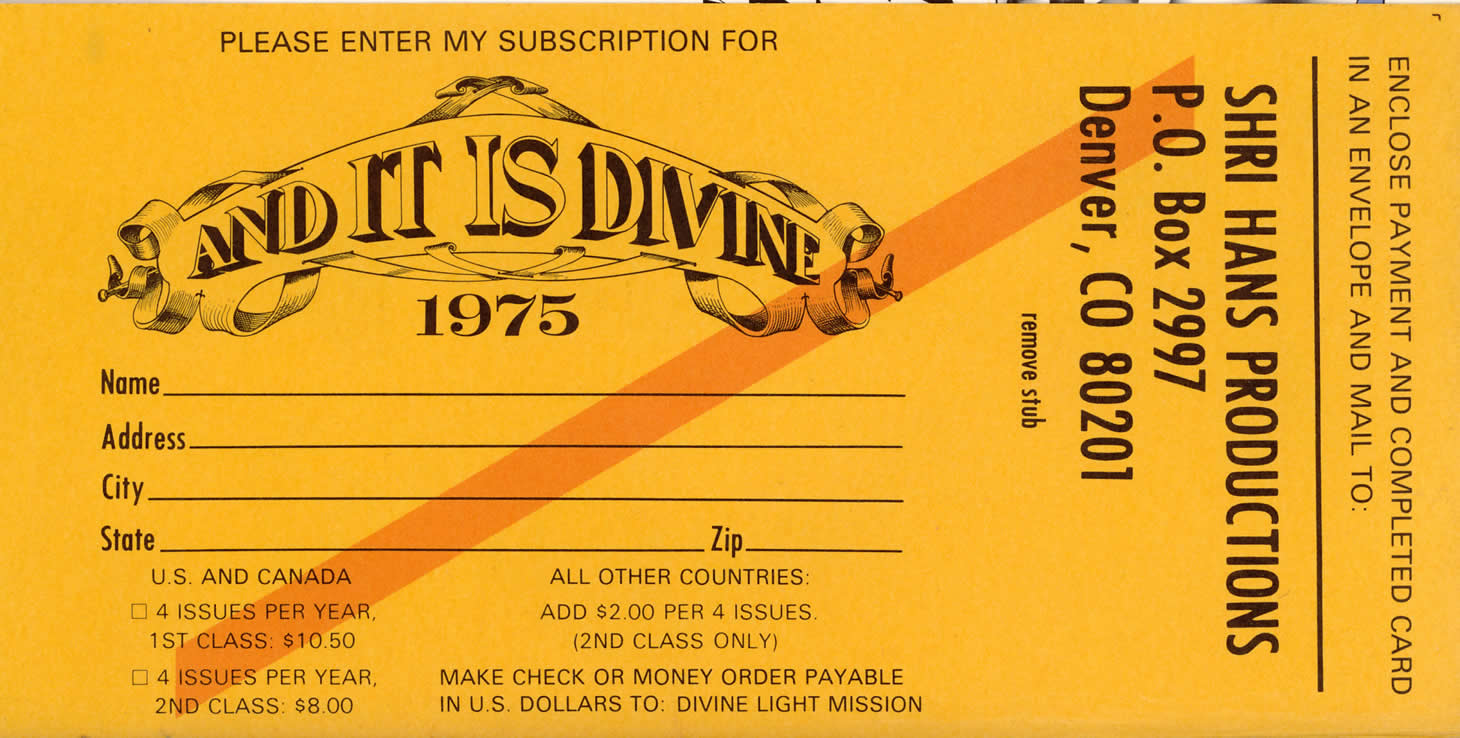 PLEASE ENTER MY SUBSCRIPTION FOR
AND IT IS DIVINE
1975
Name
Address
City
State Zip
U.S. AND CANADA
☐ 4 ISSUES PER YEAR,
1ST CLASS: $10.50
☐ 4 ISSUES PER YEAR,
2ND CLASS: $8.00
ALL OTHER COUNTRIES:
ADD $2.00 PER 4 ISSUES.
(2ND CLASS ONLY)
MAKE CHECK OR MONEY ORDER PAYABLE
IN U.S. DOLLARS TO: DIVINE LIGHT MISSION
remove stub
ENCLOSE PAYMENT AND COMPLETED CARD
IN AN ENVELOPE AND MAIL TO:
SHRI HANS PRODUCTIONS
P.O. Box 2997
Denver, CO 80201